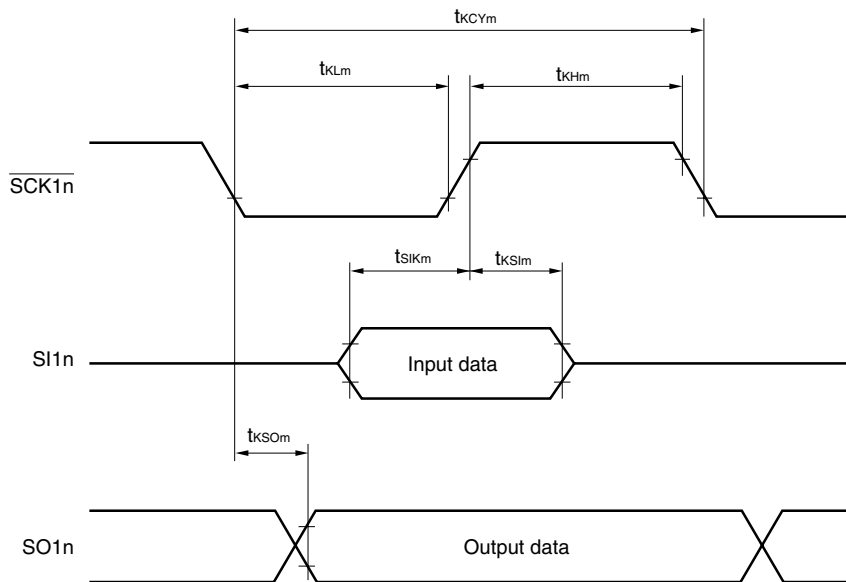 tKCYm
tKLm
tKHm
SCK1n
tSIKm
tKSIm
SI1n
Input data
tKSOm
SO1n
Output data